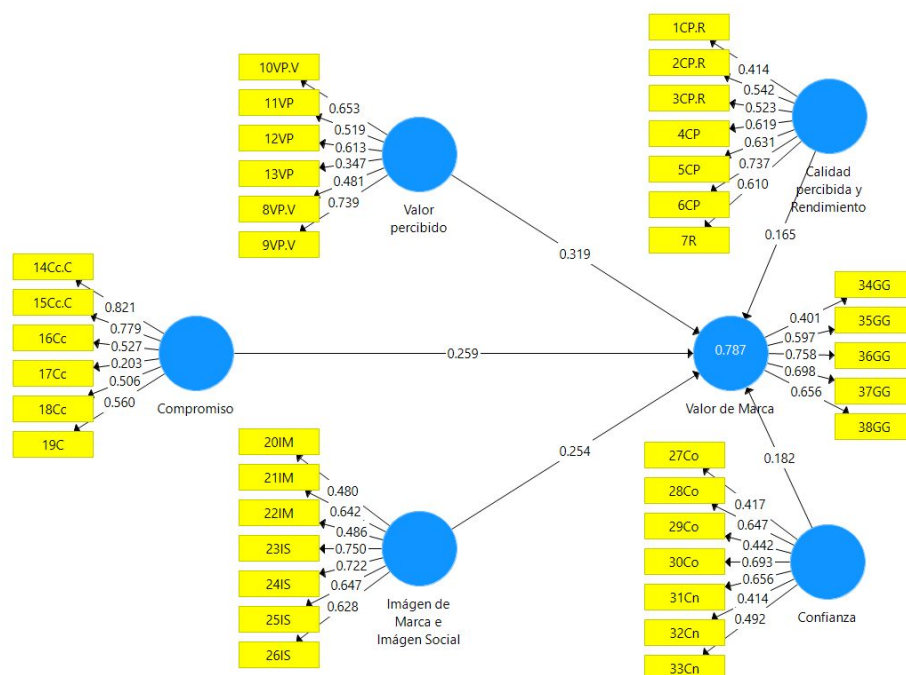 10VP.V
11VP
12VP
13VP
8VP.V
9VP.V
0.653
0.519
0.613
0.347
0.481
0.739
Valor
percibido
1CP.R
2CP.R
3CP.R
4CP
5CP
6CP
7R
0.414
0.542
0.523
0.619
0.631
0.737
0.610
Calidad
percibida y
Rendimiento
0.319
0.165
14Cc.C
15Cc.C
16Cc
17Cc
18Cc
19C
0.821
0.779
0.527
0.203
0.506
0.560
Compromiso
0.259
0.787
Valor de Marca
0.401
0.597
0.758
0.698
0.656
34GG
35GG
36GG
37GG
38GG
0.254
0.182
20IM
21IM
22IM
23IS
24IS
25IS
26IS
0.480
0.642
0.486
0.750
0.722
0.647
0.628
Imágen de
Marca e
Imágen Social
27Co
28Co
29Co
30Co
31Cn
32Cn
33Cn
0.417
0.647
0.442
0.693
0.656
0.414
0.492
Confianza